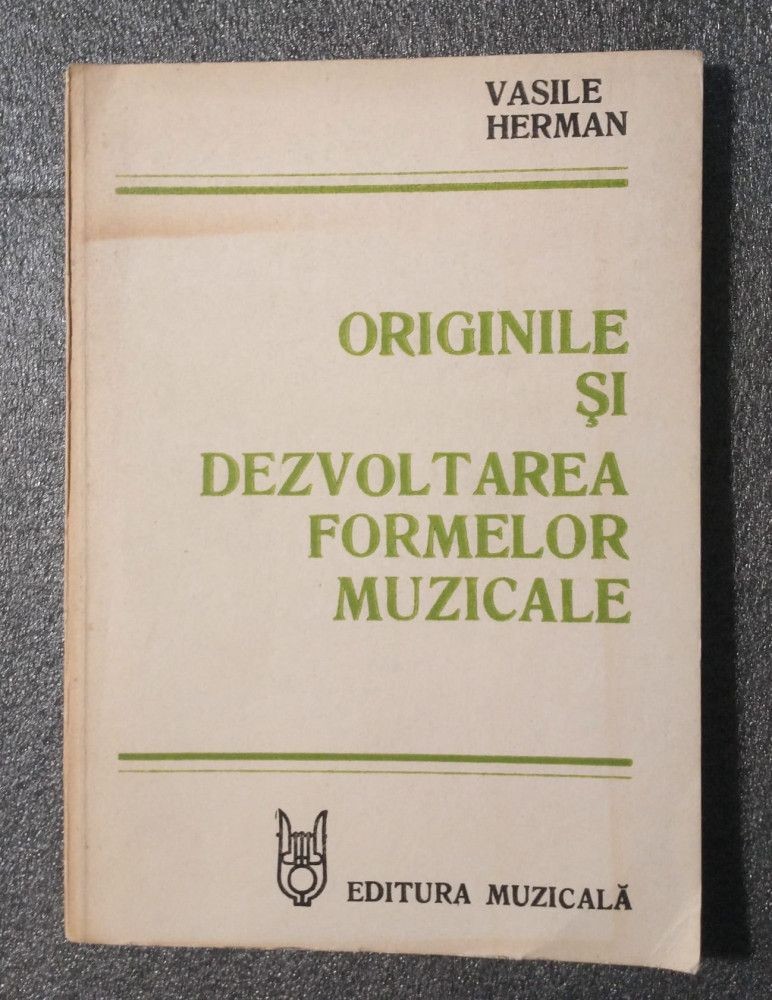 VASILE
HERMAN
ORIGINILE
ŞI
DEZVOLTAREA
FORMELOR
MUZICALE
EDITURA MUZICALĂ